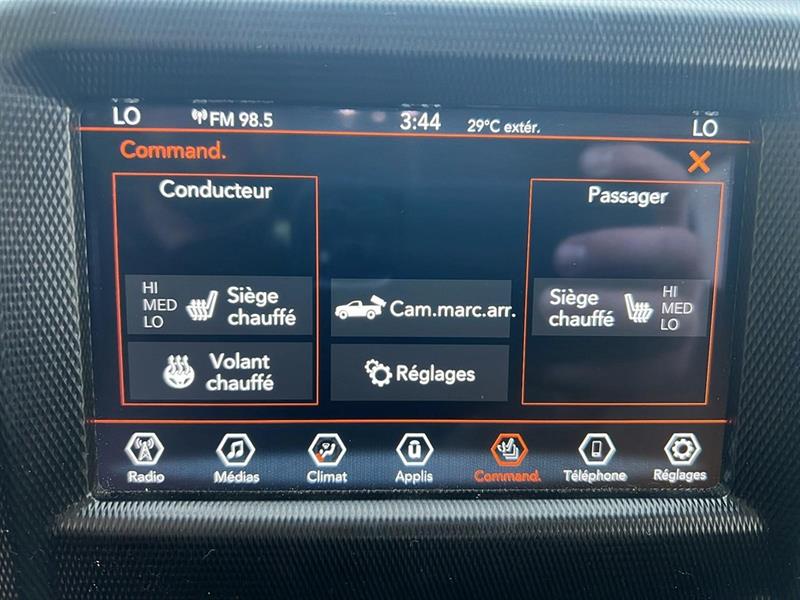 LO FM 98.5 3:44 29°C extér. LO
Command. X
Conducteur
Passager
HI
MED
LO
Siège
chauffé
Cam.marc.arr.
Siège
chauffé
HI
MED
LO
Volant
chauffé
Réglages
Radio Médias Climat Applis Command. Téléphone Réglages